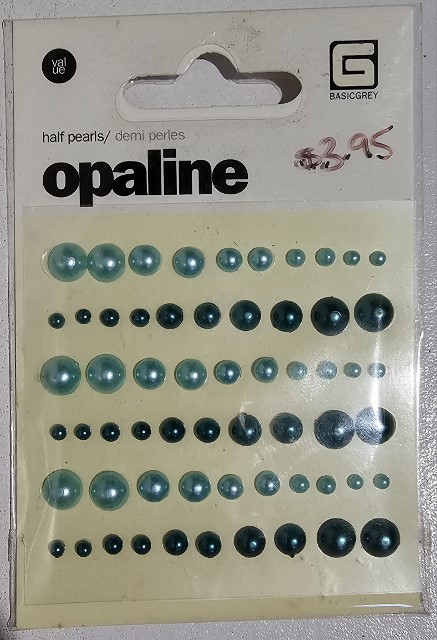 val
ue
G
BASICGREY
half pearls/ demi perles
$3.95
opaline